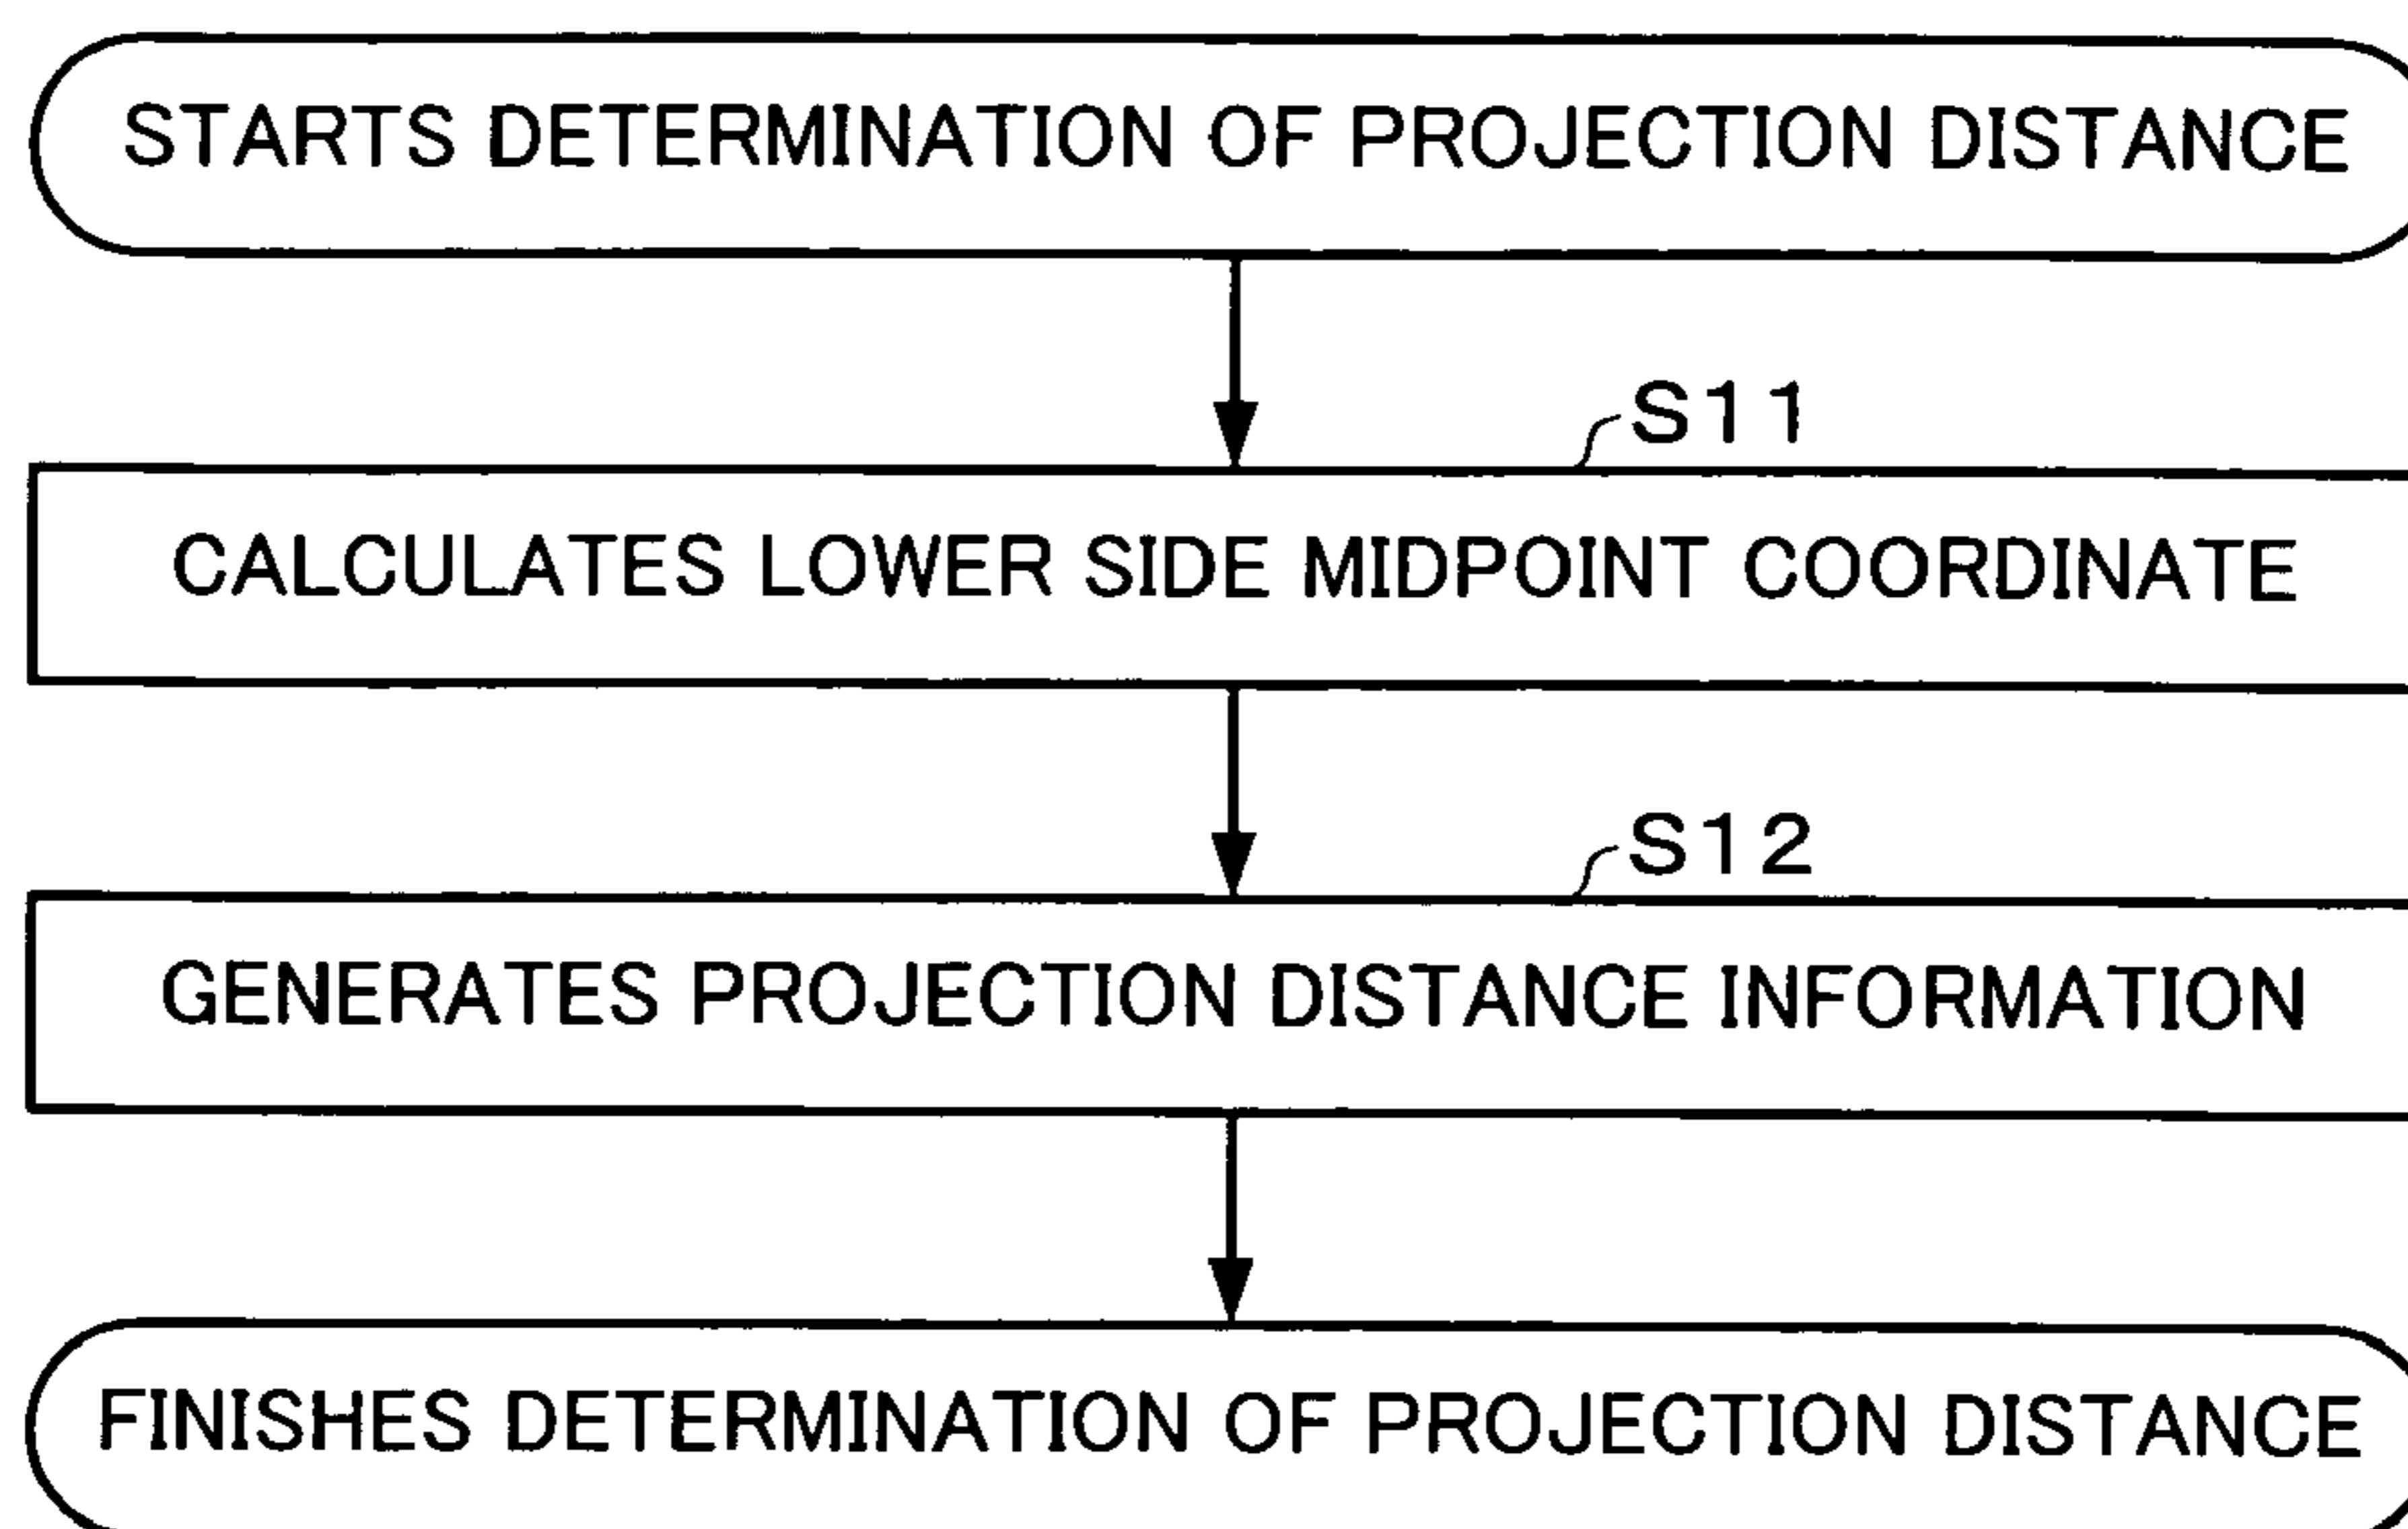 STARTS DETERMINATION OF PROJECTION DISTANCE
S11
CALCULATES LOWER SIDE MIDPOINT COORDINATE
S12
GENERATES PROJECTION DISTANCE INFORMATION
FINISHES DETERMINATION OF PROJECTION DISTANCE